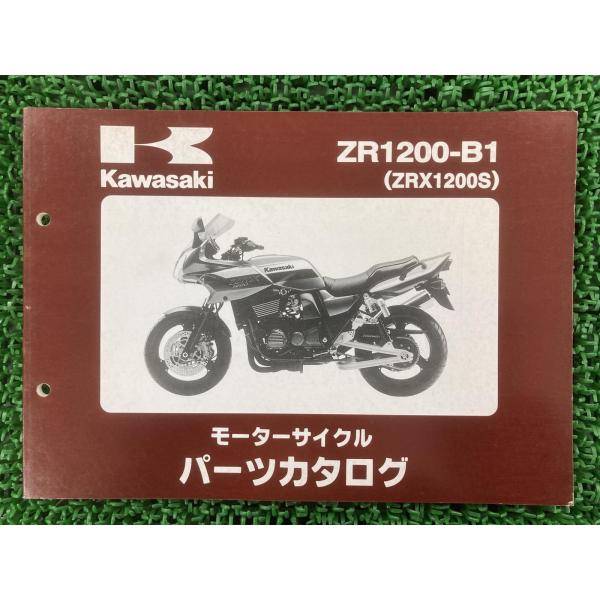 Kawasaki
ZR1200-B1
(ZRX1200S)
Kawasaki
モーターサイクル
パーツカタログ